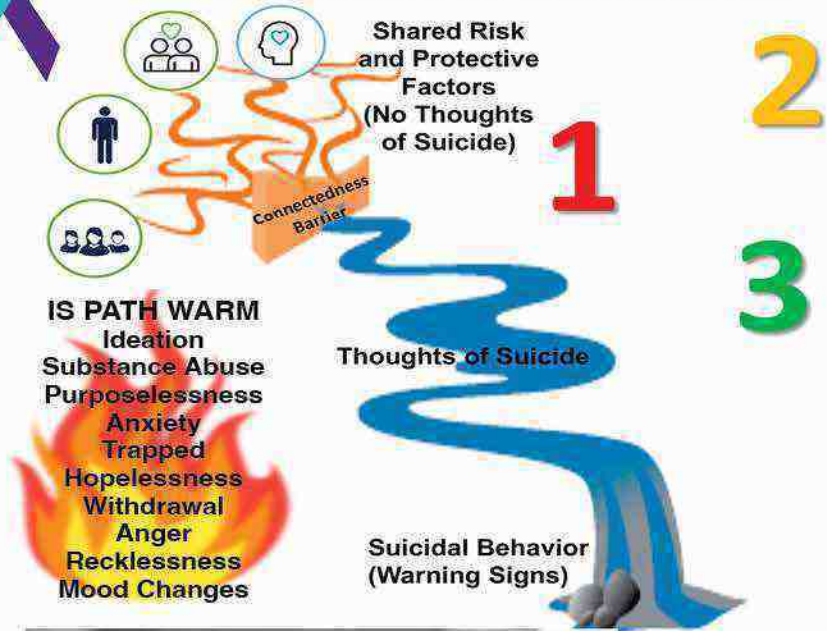 Shared Risk
and Protective
Factors
(No Thoughts
of Suicide)
1
2
3
Connectedness
Barrier
IS PATH WARM
Ideation
Substance Abuse
Purposelessness
Anxiety
Trapped
Hopelessness
Withdrawal
Anger
Recklessness
Mood Changes
Thoughts of Suicide
Suicidal Behavior
(Warning Signs)